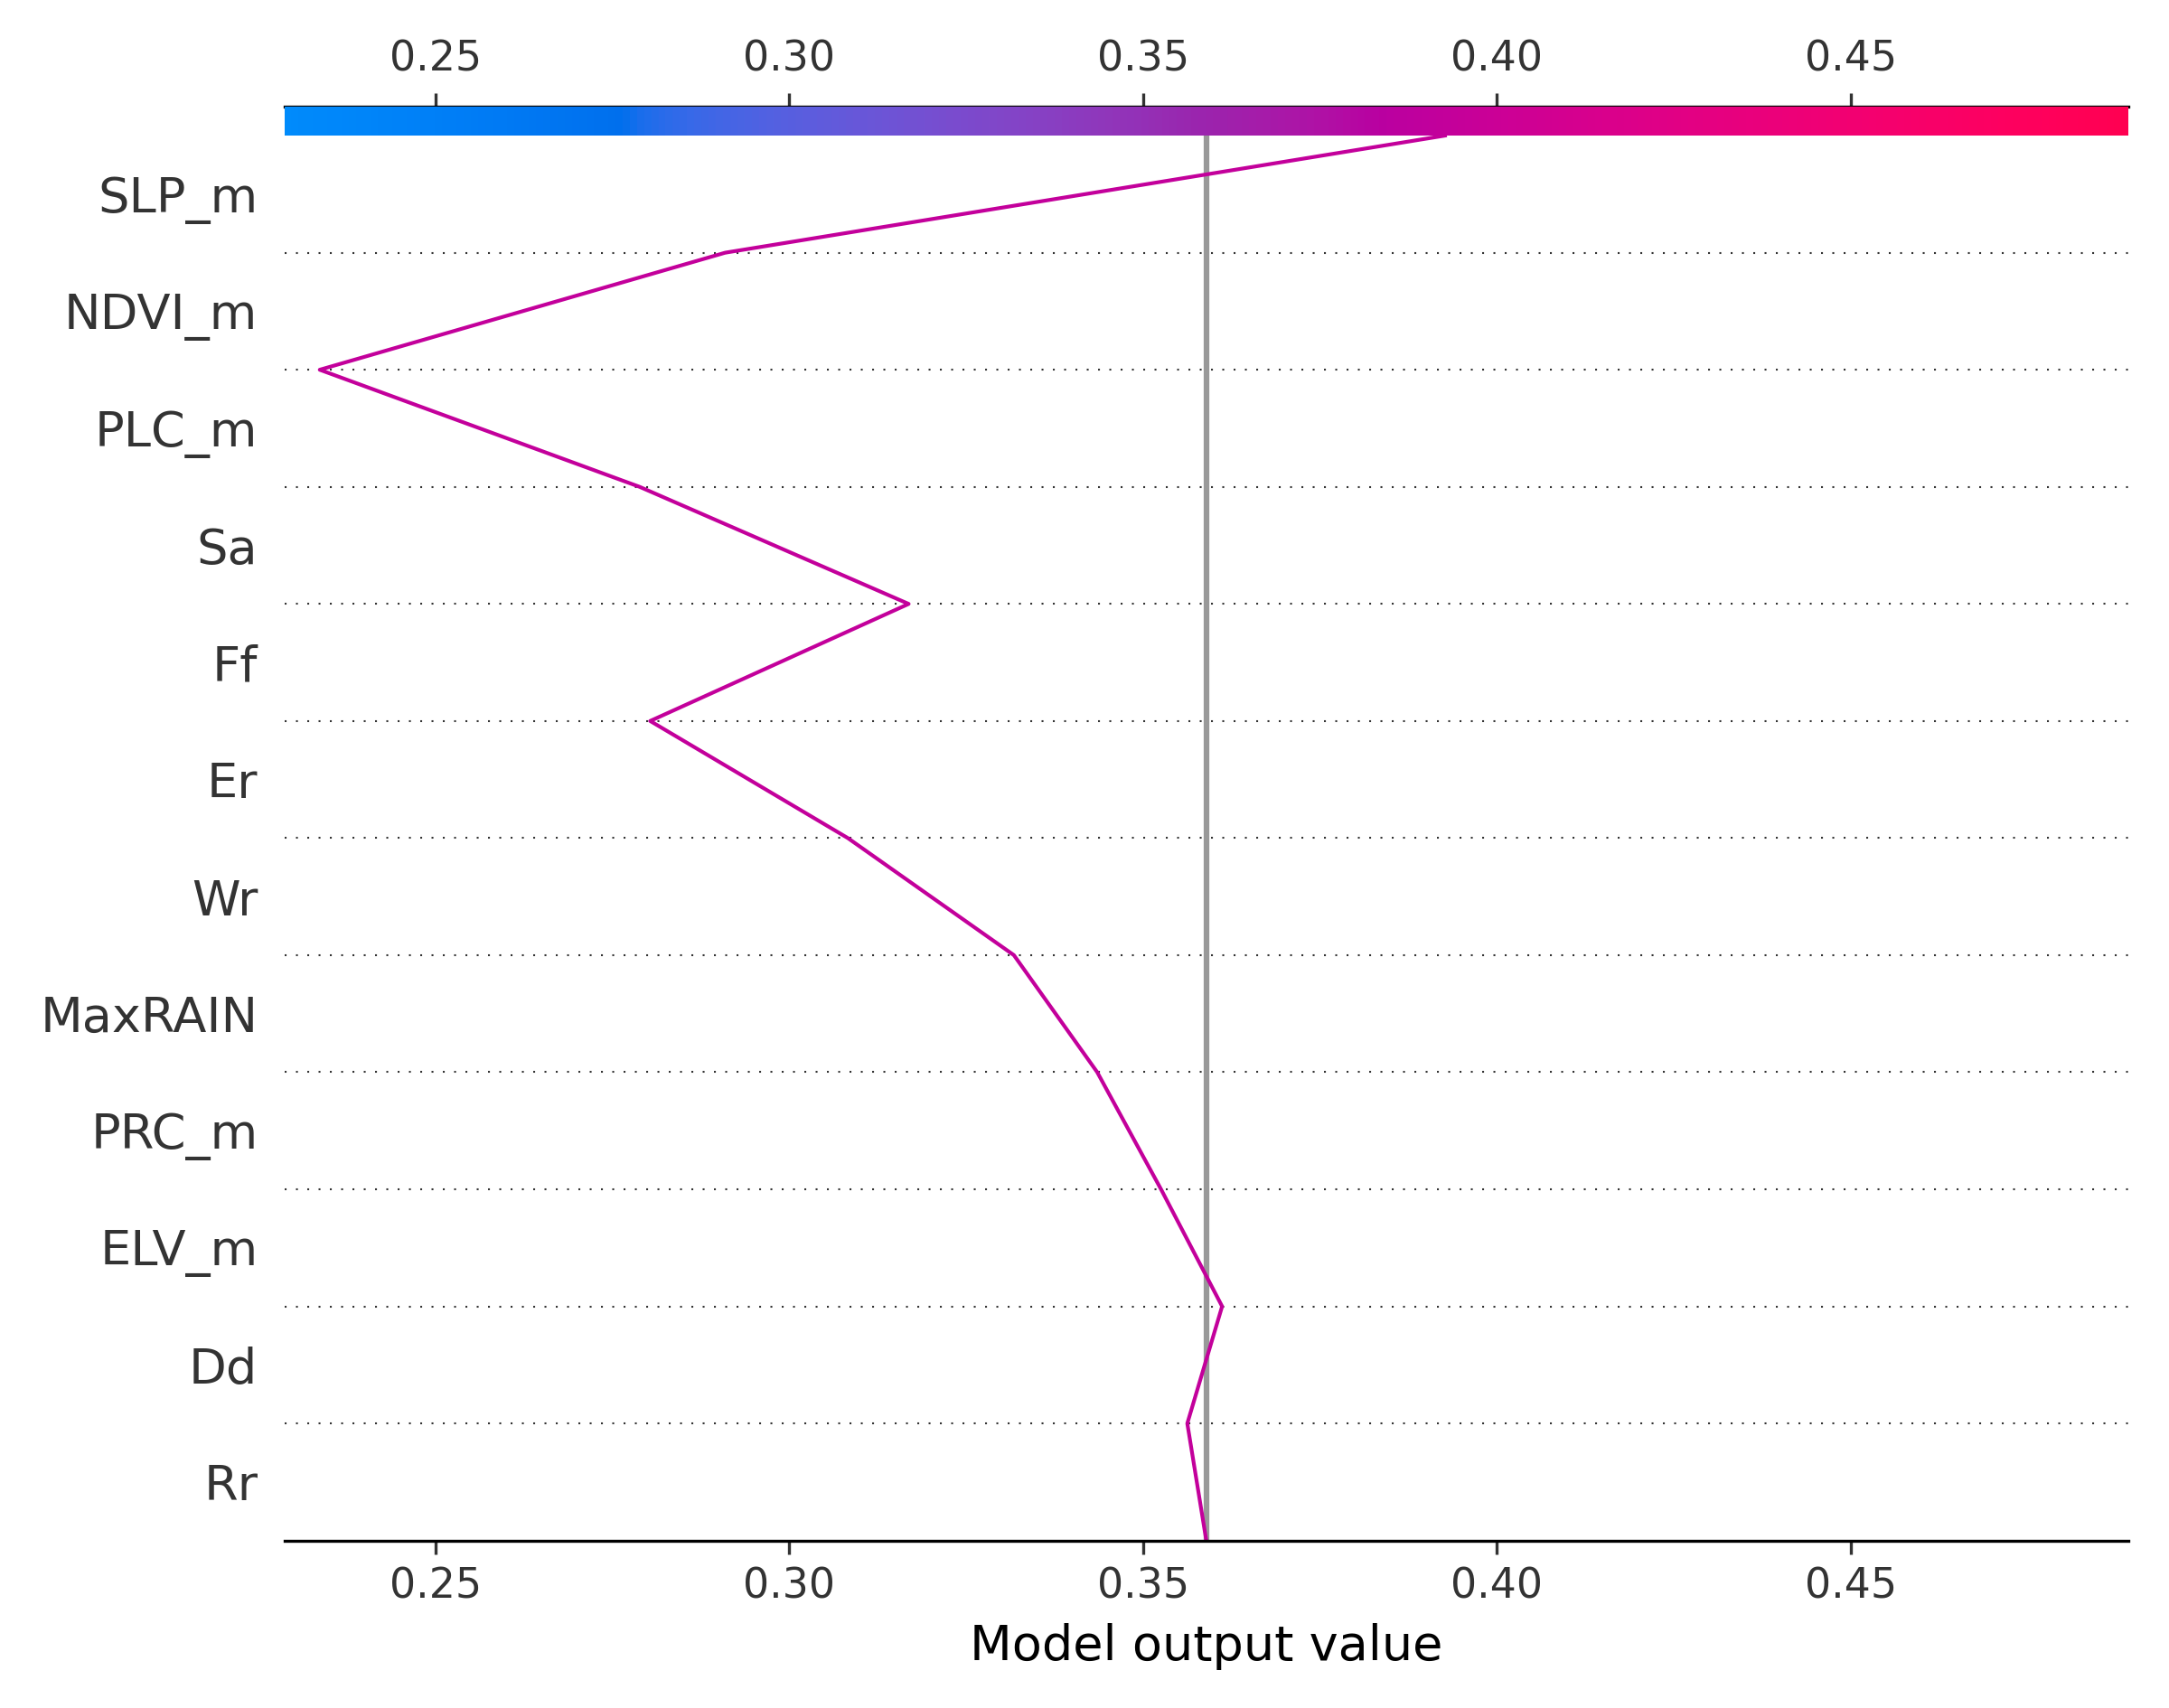 0.25 0.30 0.35 0.40 0.45
SLP_m
NDVI_m
PLC_m
Sa
Ff
Er
Wr
MaxRAIN
PRC_m
ELV_m
Dd
Rr
0.25 0.30 0.35 0.40 0.45
Model output value